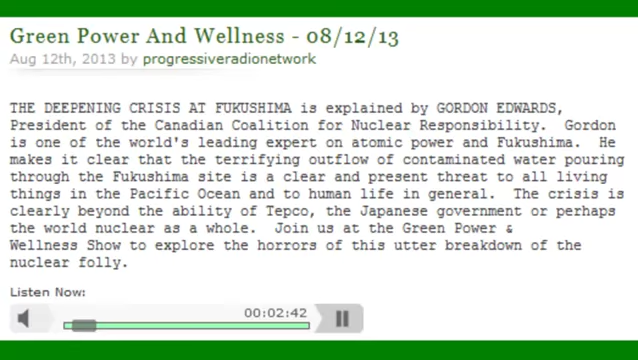 Green Power And Wellness - 08/12/13
Aug 12th, 2013 by progressiveradionetwork
THE DEEPENING CRISIS AT FUKUSHIMA is explained by GORDON EDWARDS,
President of the Canadian Coalition for Nuclear Responsibility.  Gordon
is one of the world's leading expert on atomic power and Fukushima.  He
makes it clear that the terrifying outflow of contaminated water pouring
through the Fukushima site is a clear and present threat to all living
things in the Pacific Ocean and to human life in general.  The crisis is
clearly beyond the ability of Tepco, the Japanese government or perhaps
the world nuclear as a whole.  Join us at the Green Power &
Wellness Show to explore the horrors of this utter breakdown of the
nuclear folly.
Listen Now:
00:02:42